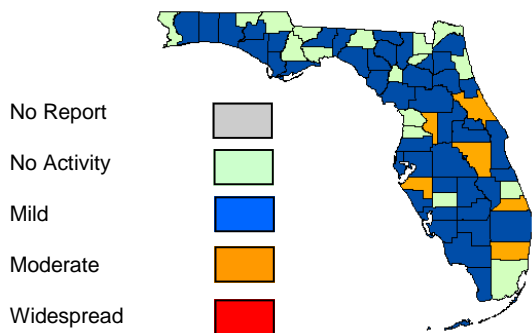 No Report
No Activity
Mild
Moderate
Widespread